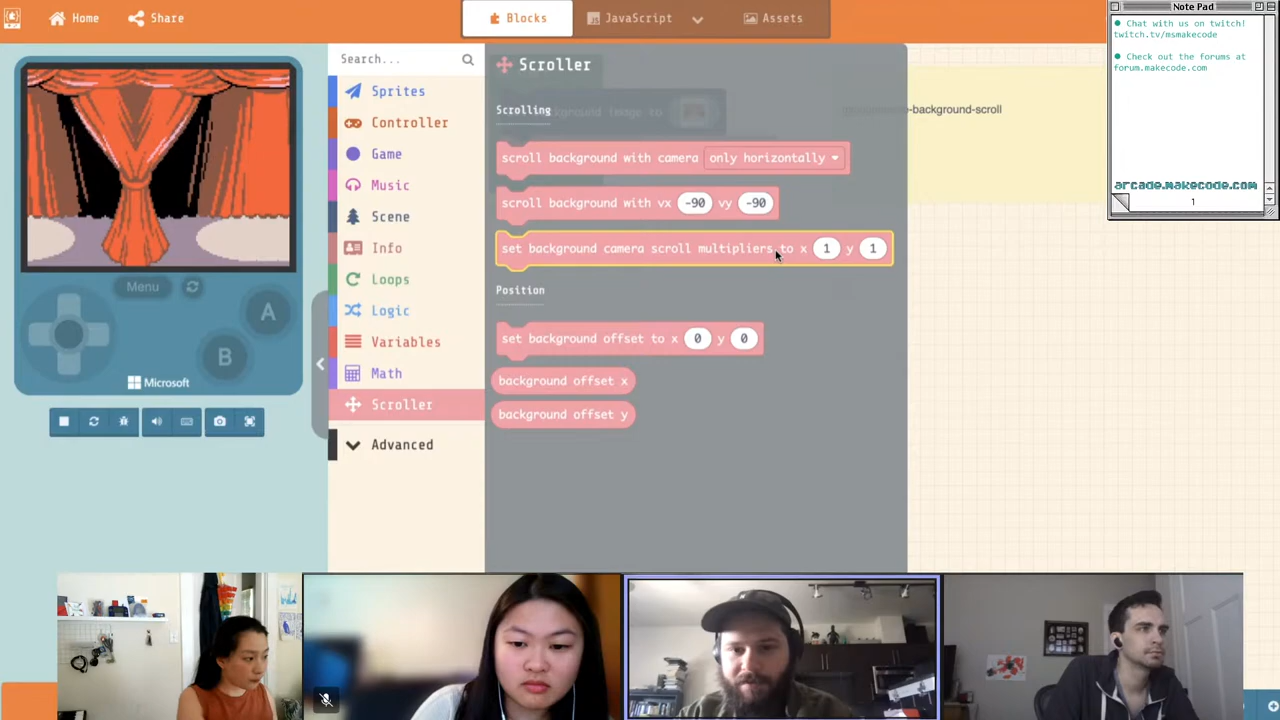 Home
Share
Blocks
JavaScript
Assets
Note Pad
Chat with us on twitch!
twitch.tv/msmakecode
Check out the forums at
forum.makecode.com
arcade.makecode.com
1
Menu
A
B
Microsoft
Search...
Sprites
Controller
Game
Music
Scene
Info
Loops
Logic
Variables
Math
Scroller
Advanced
Scroller
Scrolling
background image to
-background-scroll
scroll background with camera only horizontally
scroll background with vx -90 vy -90
set background camera scroll multipliers to x 1 y 1
Position
set background offset to x 0 y 0
background offset x
background offset y